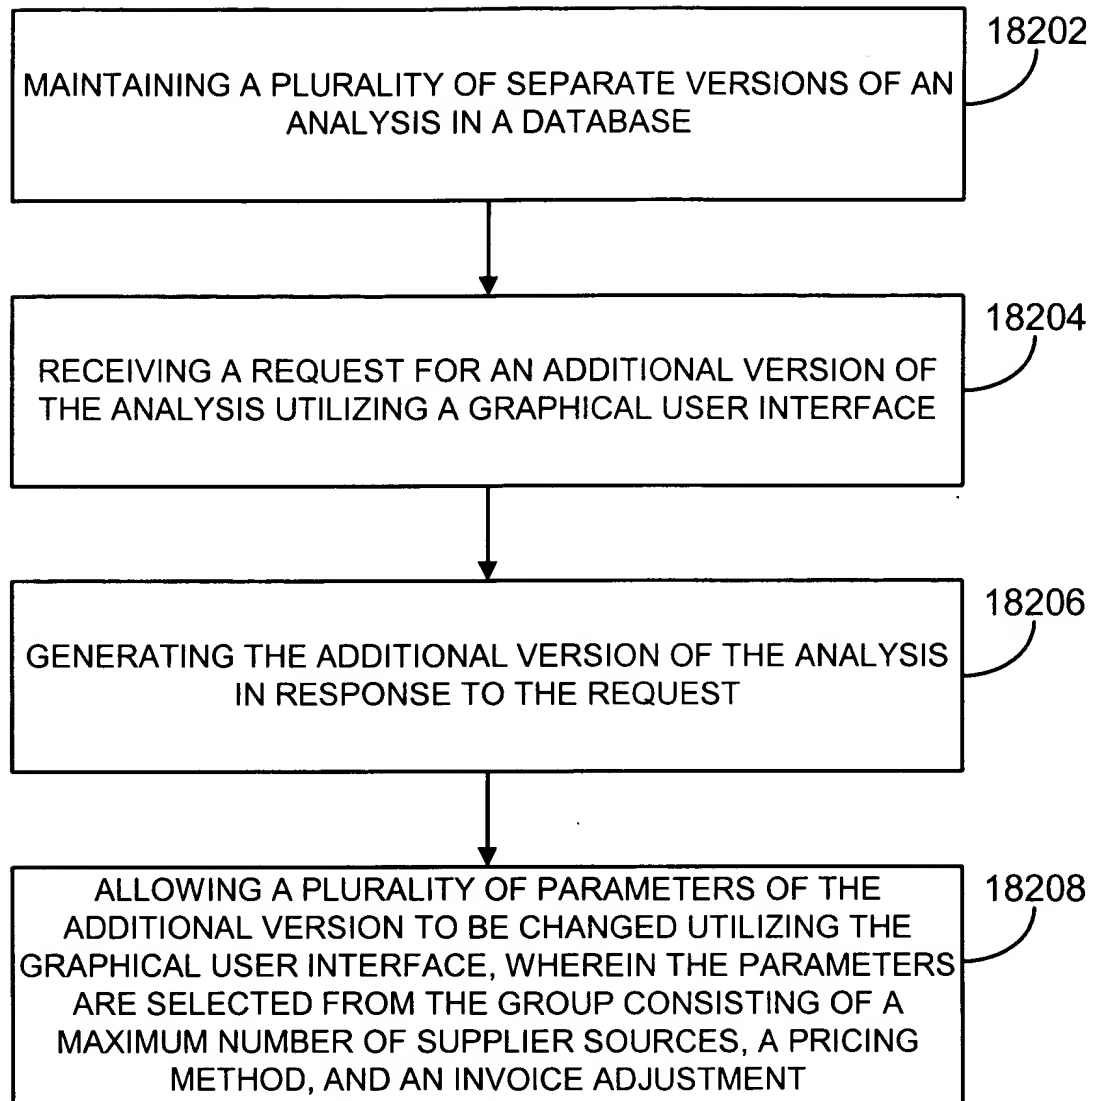 18202
MAINTAINING A PLURALITY OF SEPARATE VERSIONS OF AN
ANALYSIS IN A DATABASE
18204
RECEIVING A REQUEST FOR AN ADDITIONAL VERSION OF
THE ANALYSIS UTILIZING A GRAPHICAL USER INTERFACE
18206
GENERATING THE ADDITIONAL VERSION OF THE ANALYSIS
IN RESPONSE TO THE REQUEST
18208
ALLOWING A PLURALITY OF PARAMETERS OF THE
ADDITIONAL VERSION TO BE CHANGED UTILIZING THE
GRAPHICAL USER INTERFACE, WHEREIN THE PARAMETERS
ARE SELECTED FROM THE GROUP CONSISTING OF A
MAXIMUM NUMBER OF SUPPLIER SOURCES, A PRICING
METHOD, AND AN INVOICE ADJUSTMENT